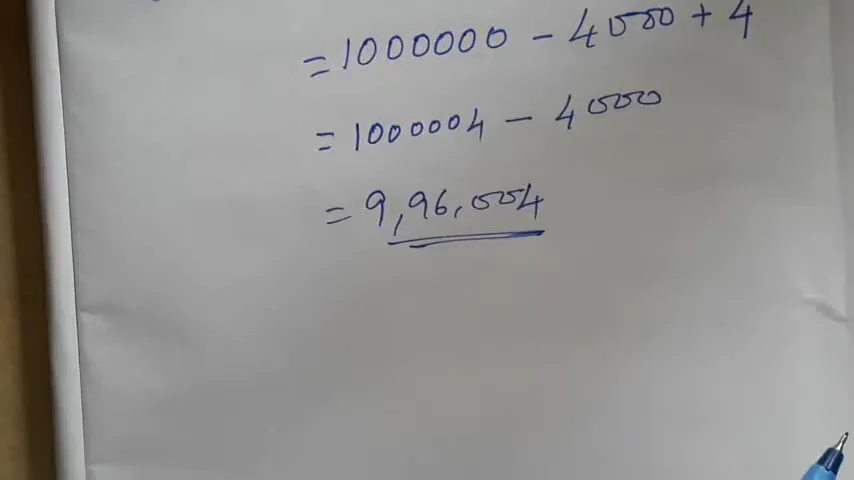 = 1000000 - 4000 + 4
= 1000004 - 4000
= 9,96,004